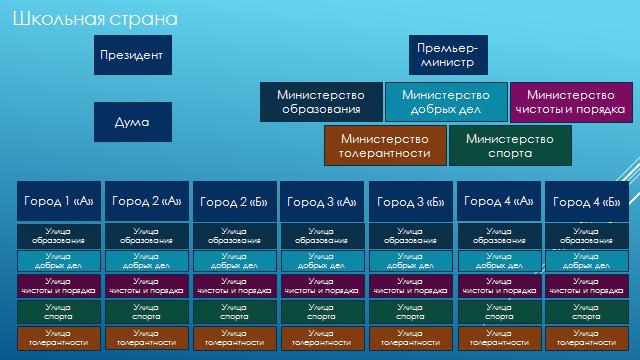 Школьная страна
Президент
Премьер-
министр
Дума
Министерство
образования
Министерство
добрых дел
Министерство
чистоты и порядка
Министерство
толерантности
Министерство
спорта
Город 1 «А»
Город 2 «А»
Город 2 «Б»
Город 3 «А»
Город 3 «Б»
Город 4 «А»
Город 4 «Б»
Улица
образования
Улица
образования
Улица
образования
Улица
образования
Улица
образования
Улица
образования
Улица
образования
Улица
добрых дел
Улица
добрых дел
Улица
добрых дел
Улица
добрых дел
Улица
добрых дел
Улица
добрых дел
Улица
добрых дел
Улица
чистоты и порядка
Улица
чистоты и порядка
Улица
чистоты и порядка
Улица
чистоты и порядка
Улица
чистоты и порядка
Улица
чистоты и порядка
Улица
чистоты и порядка
Улица
спорта
Улица
спорта
Улица
спорта
Улица
спорта
Улица
спорта
Улица
спорта
Улица
спорта
Улица
толерантности
Улица
толерантности
Улица
толерантности
Улица
толерантности
Улица
толерантности
Улица
толерантности
Улица
толерантности